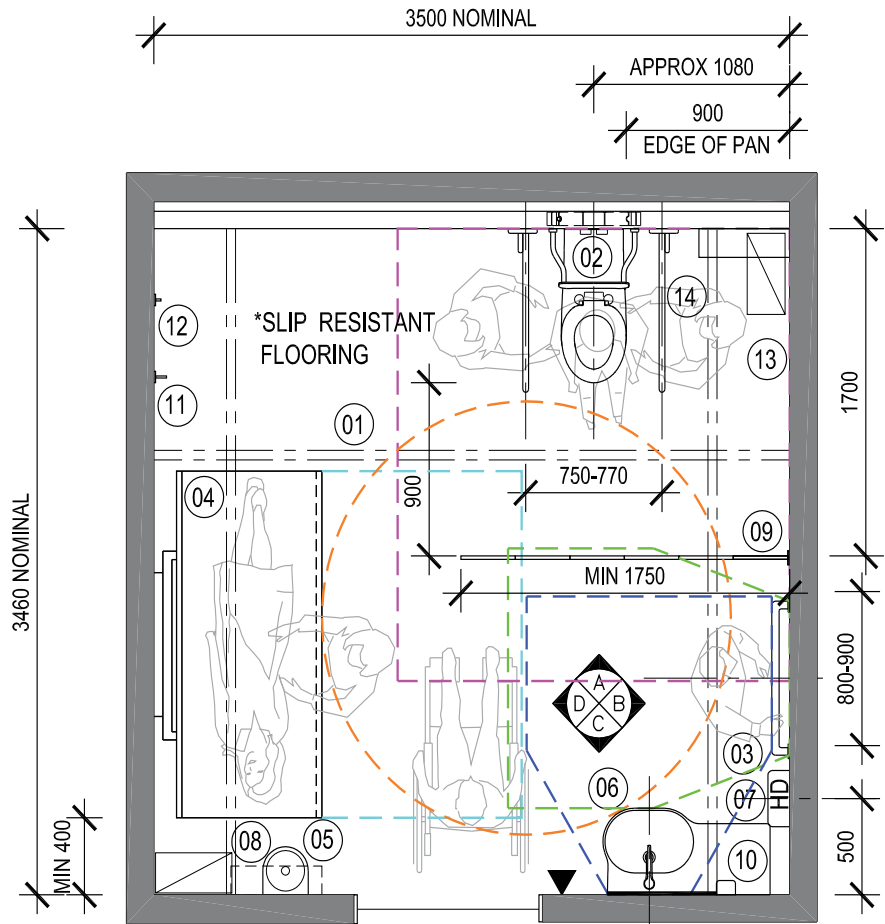 3500 NOMINAL
APPROX 1080
900
EDGE OF PAN
02
12
*SLIP RESISTANT
FLOORING
14
13
11
01
1700
04
900
750-770
3460 NOMINAL
09
MIN 1750
800-900
A
D B
C
03
06
07
HD
MIN 400
08
05
10
500